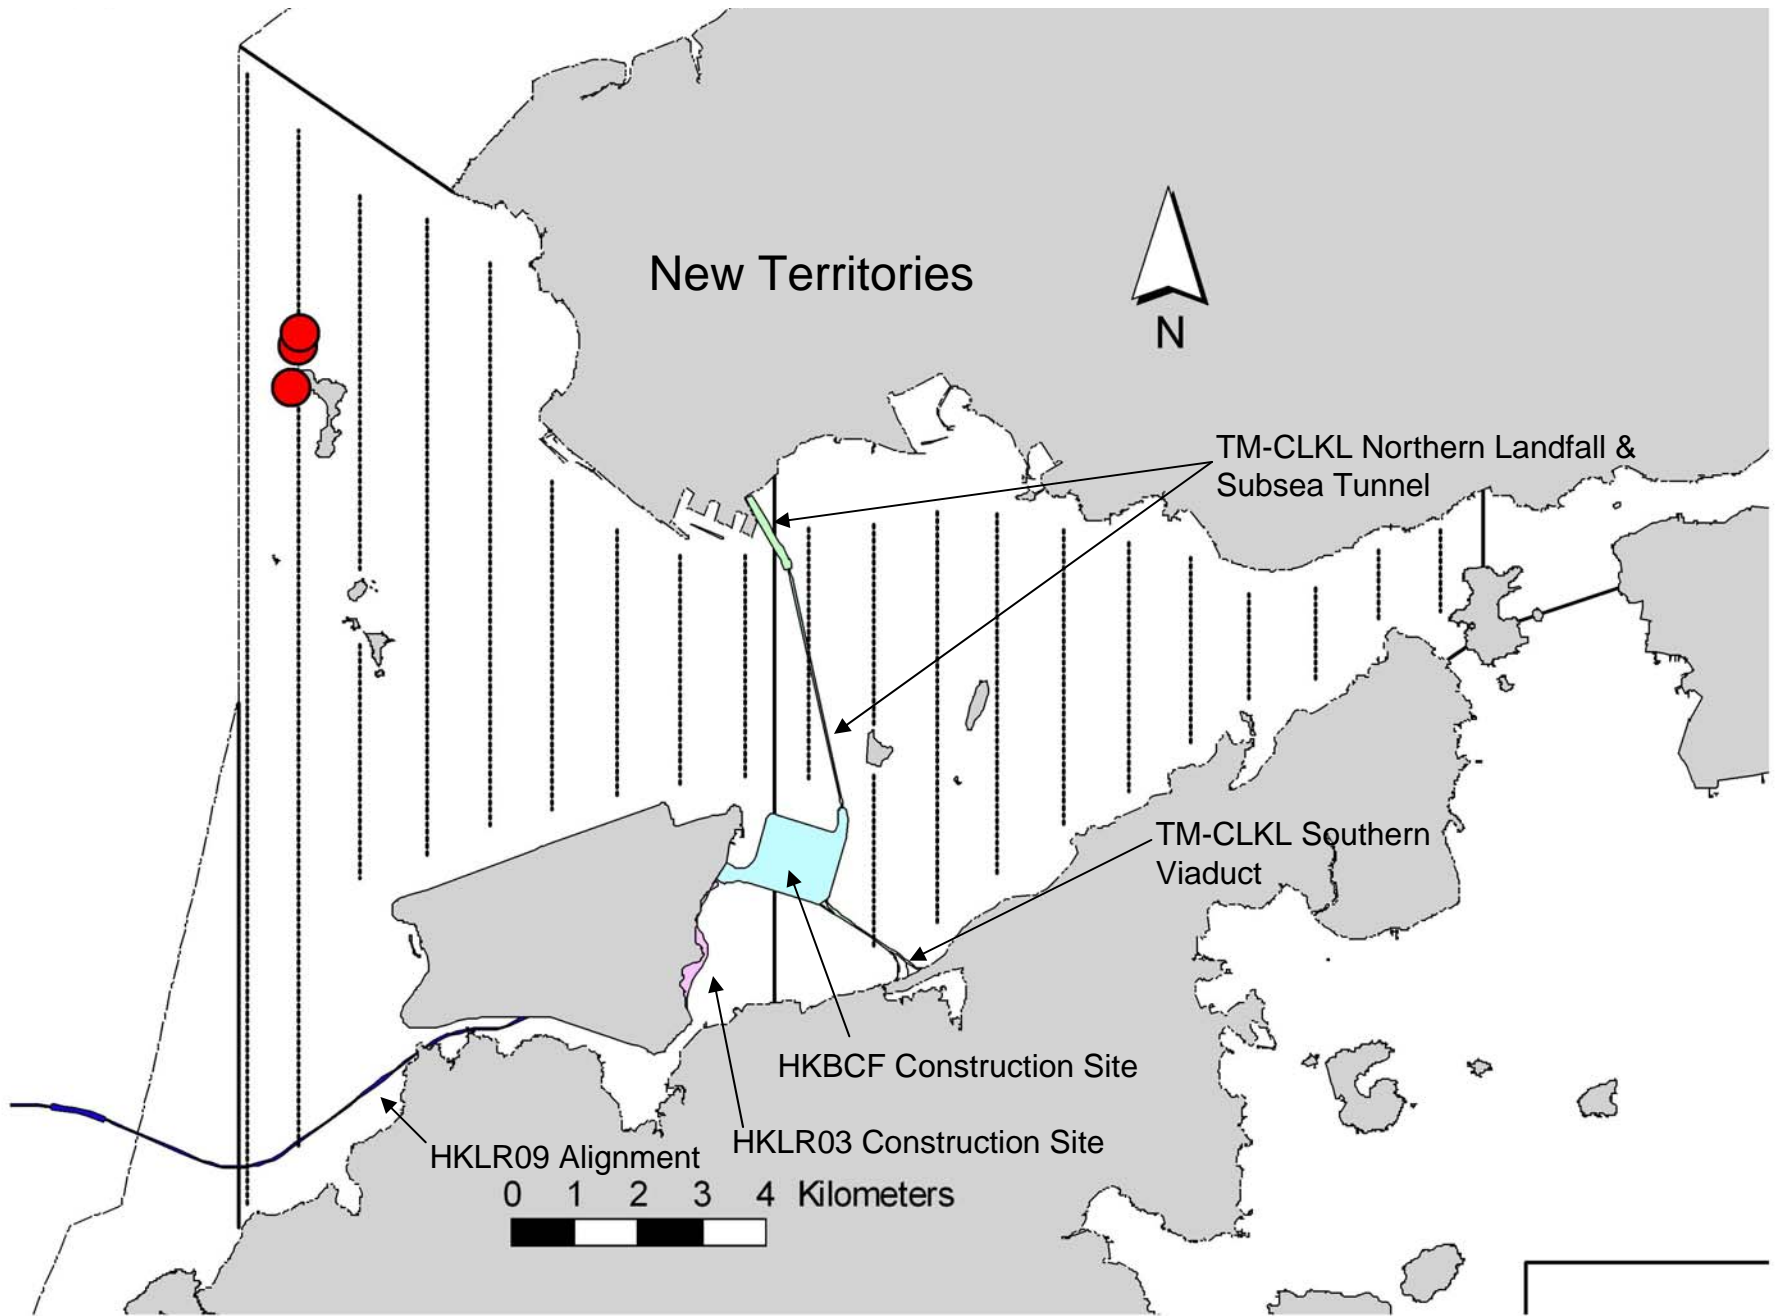 New Territories
N
TM-CLKL Northern Landfall &
Subsea Tunnel
TM-CLKL Southern
Viaduct
HKBCF Construction Site
HKLR03 Construction Site
HKLR09 Alignment
0 1 2 3 4 Kilometers